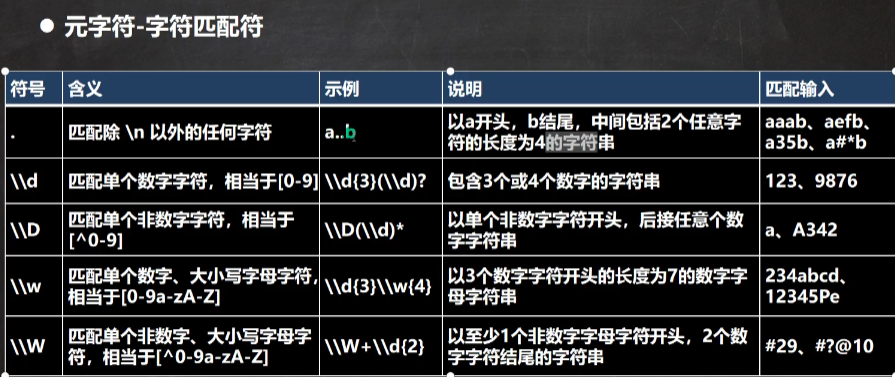 元字符-字符匹配符
符号 含义 示例 说明 匹配输入
. 匹配除 \n 以外的任何字符 a..b 以a开头，b结尾，中间包括2个任意字符的长度为4的字符串 aaab、aefb、a35b、a#*b
\\d 匹配单个数字字符，相当于[0-9] \\d{3}(\\d)? 包含3个或4个数字的字符串 123、9876
\\D 匹配单个非数字字符，相当于[^0-9] \\D(\\d)* 以单个非数字字符开头，后接任意个数字字符串 a、A342
\\w 匹配单个数字、大小写字母字符，相当于[0-9a-zA-Z] \\d{3}\\w{4} 以3个数字字符开头的长度为7的数字字母字符串 234abcd、12345Pe
\\W 匹配单个非数字、大小写字母字符，相当于[^0-9a-zA-Z] \\W+\\d{2} 以至少1个非数字字母字符开头，2个数字字符结尾的字符串 #29、#?@10